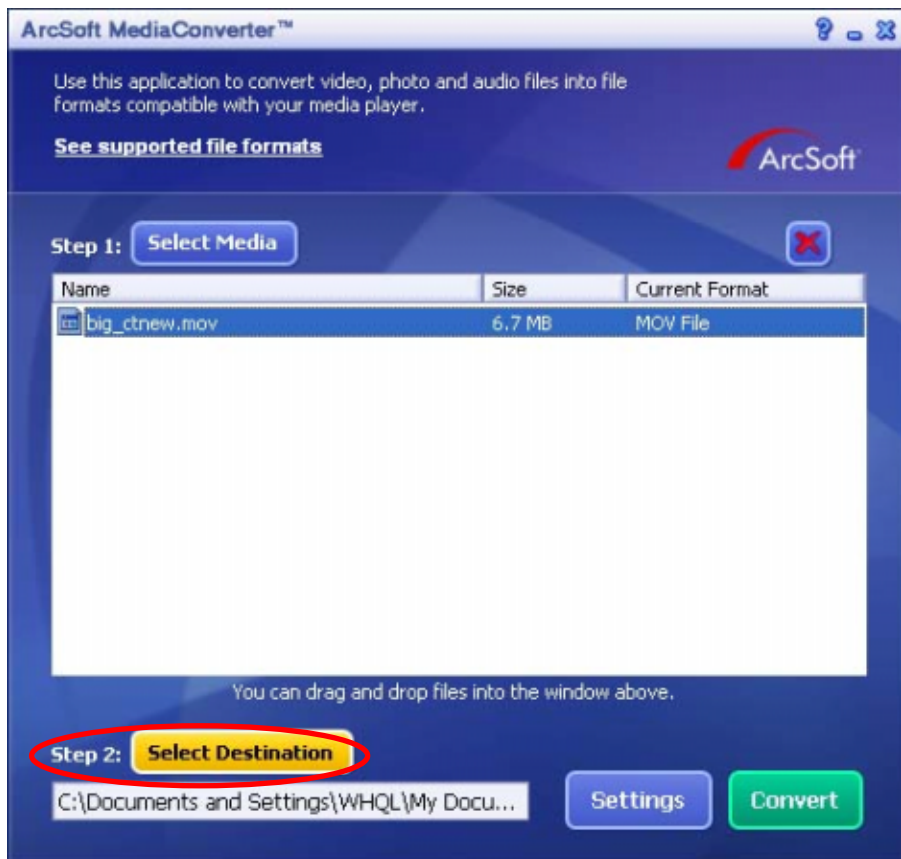 ArcSoft MediaConverter™
Use this application to convert video, photo and audio files into file
formats compatible with your media player.
See supported file formats
ArcSoft
Step 1: Select Media
Name Size Current Format
big_ctnew.mov 6.7 MB MOV File
You can drag and drop files into the window above.
Step 2: Select Destination
C:\Documents and Settings\WHQL\My Docu...
Settings Convert